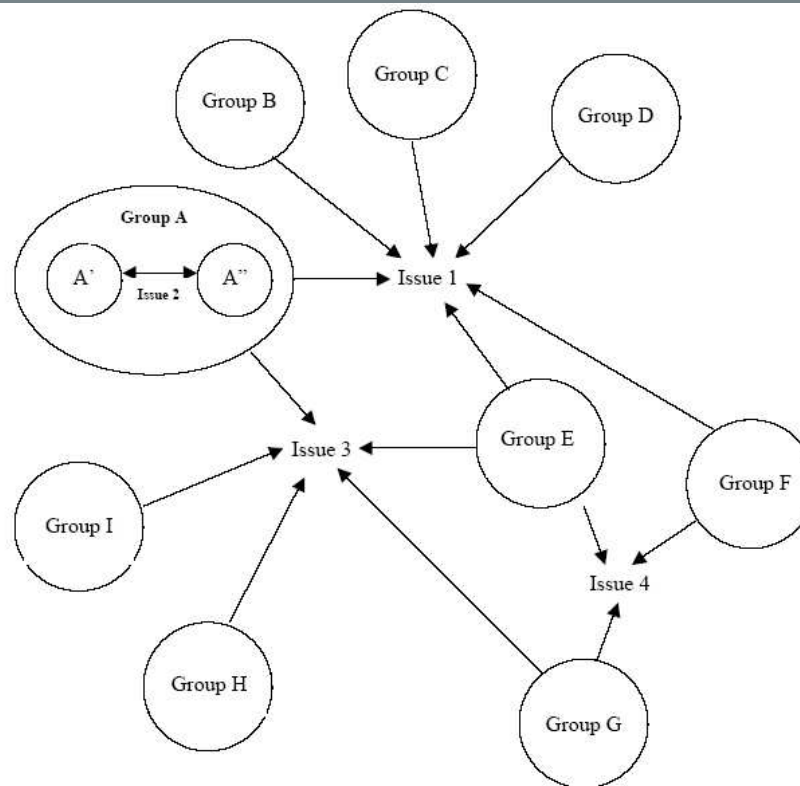 Group C
Group B
Group D
Group A
A’
A”
Issue 2
Issue 1
Group E
Issue 3
Group F
Group I
Issue 4
Group H
Group G